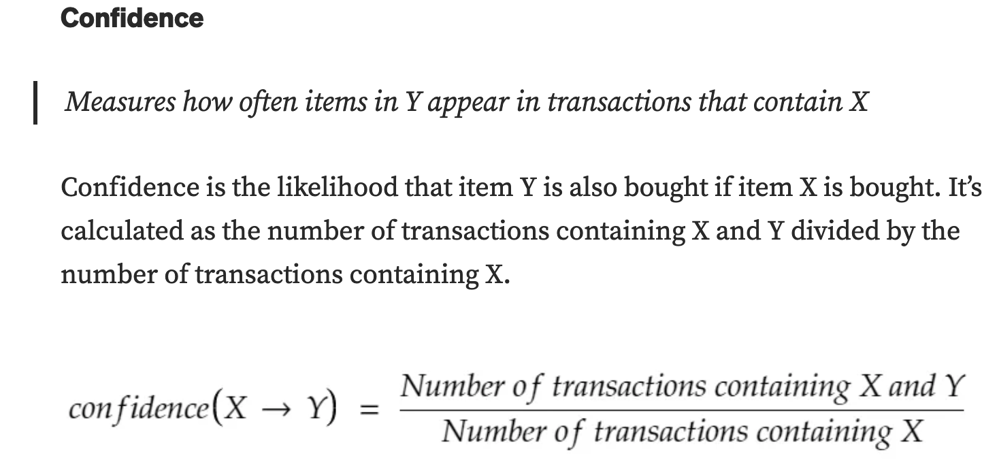 Confidence
Measures how often items in Y appear in transactions that contain X
Confidence is the likelihood that item Y is also bought if item X is bought. It’s
calculated as the number of transactions containing X and Y divided by the
number of transactions containing X.
confidence(X → Y) = Number of transactions containing X and Y
Number of transactions containing X